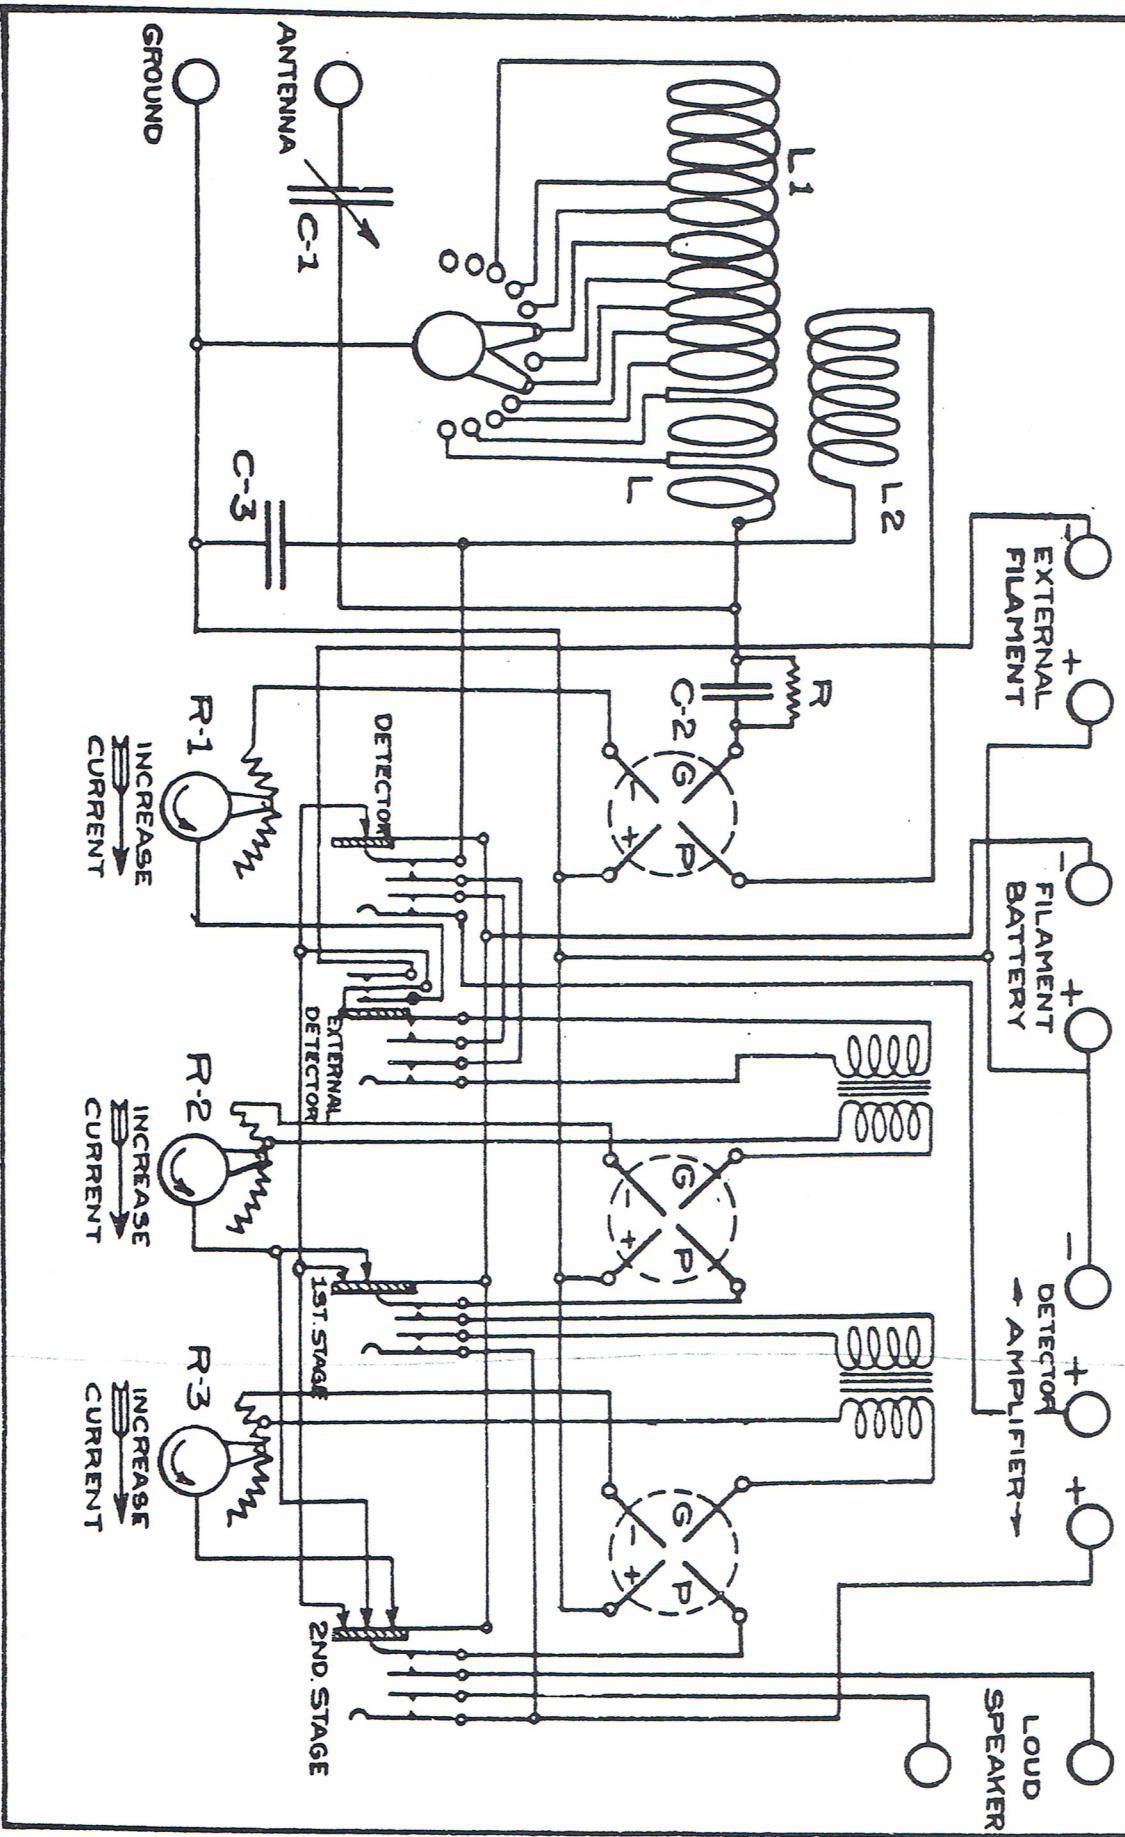 GROUND
ANTENNA
C-1
L1
L
L2
C-3
-
EXTERNAL
FILAMENT
+
R
C-2
G
P
-
+
R-1
INCREASE
CURRENT
DETECTOR
-
FILAMENT
BATTERY
+
EXTERNAL
DETECTOR
R-2
INCREASE
CURRENT
G
P
-
+
1ST. STAGE
-
DETECTOR
+
AMPLIFIER
+
R-3
INCREASE
CURRENT
G
P
-
+
2ND. STAGE
LOUD
SPEAKER